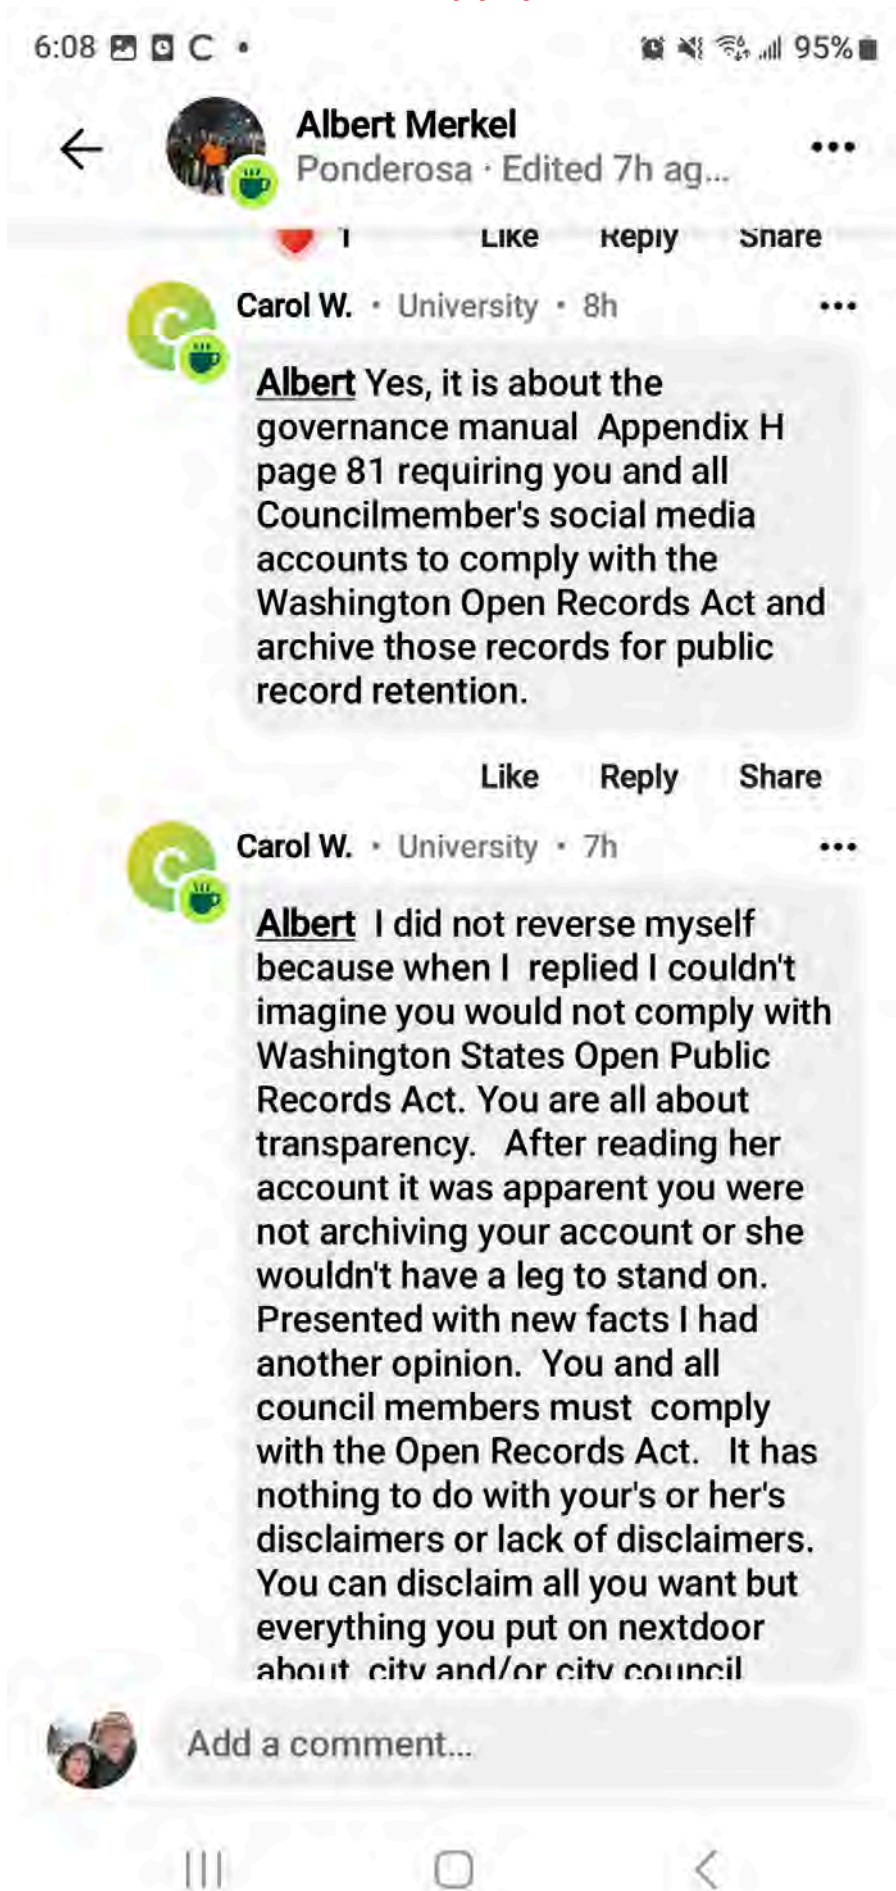 6:08 C • 95%
Albert Merkel
Ponderosa · Edited 7h ag...
1 Like Reply Share
C
Carol W. • University • 8h
Albert Yes, it is about the
governance manual Appendix H
page 81 requiring you and all
Councilmember's social media
accounts to comply with the
Washington Open Records Act and
archive those records for public
record retention.
Like Reply Share
C
Carol W. • University • 7h
Albert I did not reverse myself
because when I replied I couldn't
imagine you would not comply with
Washington States Open Public
Records Act. You are all about
transparency. After reading her
account it was apparent you were
not archiving your account or she
wouldn't have a leg to stand on.
Presented with new facts I had
another opinion. You and all
council members must comply
with the Open Records Act. It has
nothing to do with your's or her's
disclaimers or lack of disclaimers.
You can disclaim all you want but
everything you put on nextdoor
about city and/or city council
Add a comment...